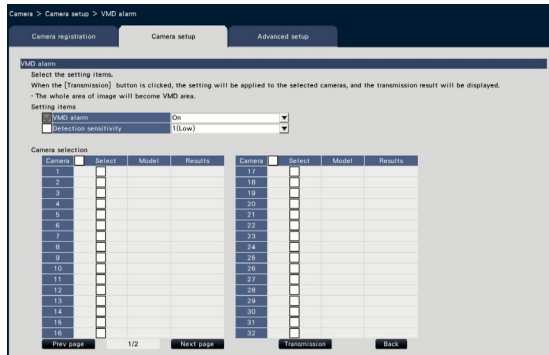 Camera > Camera setup > VMD alarm
Camera registration Camera setup Advanced setup
VMD alarm
Select the setting items.
When the [Transmission] button is clicked, the setting will be applied to the selected cameras, and the transmission result will be displayed.
・The whole area of image will become VMD area.
Setting items
VMD alarm On
Detection sensitivity 1(Low)
Camera selection
Camera Select Model Results Camera Select Model Results
1 17
2 18
3 19
4 20
5 21
6 22
7 23
8 24
9 25
10 26
11 27
12 28
13 29
14 30
15 31
16 32
Prev page 1/2 Next page Transmission Back